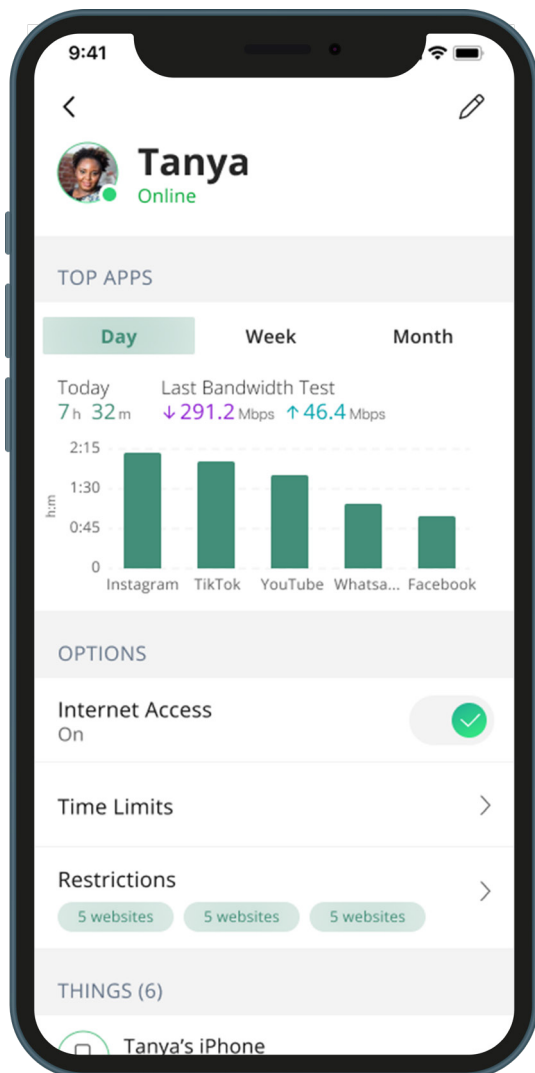 9:41
Tanya
Online
TOP APPS
Day Week Month
Today Last Bandwidth Test
7 h 32 m ↓ 291.2 Mbps ↑ 46.4 Mbps
2:15
1:30
h:m
0:45
0
Instagram TikTok YouTube Whatsa... Facebook
OPTIONS
Internet Access
On
Time Limits
Restrictions
5 websites 5 websites 5 websites
THINGS (6)
Tanya's iPhone